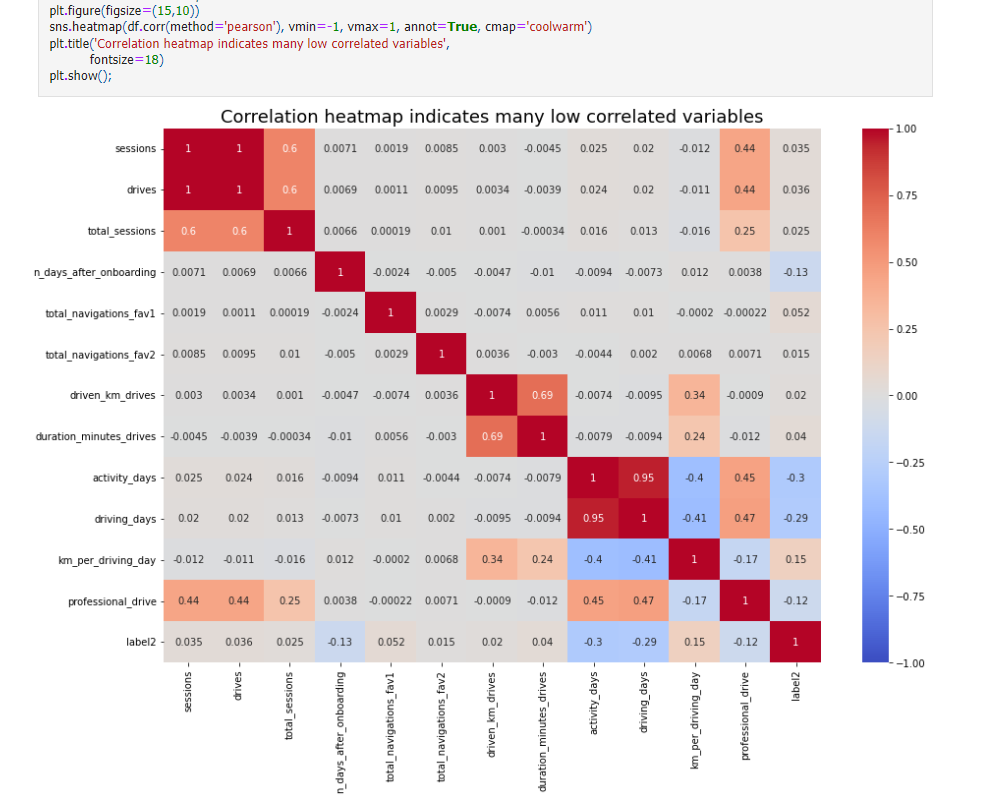 plt.figure(figsize=(15,10))
sns.heatmap(df.corr(method='pearson'), vmin=-1, vmax=1, annot=True, cmap='coolwarm')
plt.title('Correlation heatmap indicates many low correlated variables',
fontsize=18)
plt.show();
Correlation heatmap indicates many low correlated variables
sessions 1 1 0.6 0.0071 0.0019 0.0085 0.003 -0.0045 0.025 0.02 -0.012 0.44 0.035
drives 1 1 0.6 0.0069 0.0011 0.0095 0.0034 -0.0039 0.024 0.02 -0.011 0.44 0.036
total_sessions 0.6 0.6 1 0.0066 0.00019 0.01 0.001 -0.00034 0.016 0.013 -0.016 0.25 0.025
n_days_after_onboarding 0.0071 0.0069 0.0066 1 -0.0024 -0.005 -0.0047 -0.01 -0.0094 -0.0073 0.012 0.0038 -0.13
total_navigations_fav1 0.0019 0.0011 0.00019 -0.0024 1 0.0029 -0.0074 0.0056 0.011 0.01 -0.0002 -0.00022 0.052
total_navigations_fav2 0.0085 0.0095 0.01 -0.005 0.0029 1 0.0036 -0.003 -0.0044 0.002 0.0068 0.0071 0.015
driven_km_drives 0.003 0.0034 0.001 -0.0047 -0.0074 0.0036 1 0.69 -0.0074 -0.0095 0.34 -0.0009 0.02
duration_minutes_drives -0.0045 -0.0039 -0.00034 -0.01 0.0056 -0.003 0.69 1 -0.0079 -0.0094 0.24 -0.012 0.04
activity_days 0.025 0.024 0.016 -0.0094 0.011 -0.0044 -0.0074 -0.0079 1 0.95 -0.4 0.45 -0.3
driving_days 0.02 0.02 0.013 -0.0073 0.01 0.002 -0.0095 -0.0094 0.95 1 -0.41 0.47 -0.29
km_per_driving_day -0.012 -0.011 -0.016 0.012 -0.0002 0.0068 0.34 0.24 -0.4 -0.41 1 -0.17 0.15
professional_drive 0.44 0.44 0.25 0.0038 -0.00022 0.0071 -0.0009 -0.012 0.45 0.47 -0.17 1 -0.12
label2 0.035 0.036 0.025 -0.13 0.052 0.015 0.02 0.04 -0.3 -0.29 0.15 -0.12 1
sessions
drives
total_sessions
n_days_after_onboarding
total_navigations_fav1
total_navigations_fav2
driven_km_drives
duration_minutes_drives
activity_days
driving_days
km_per_driving_day
professional_drive
label2
1.00
0.75
0.50
0.25
0.00
−0.25
−0.50
−0.75
−1.00